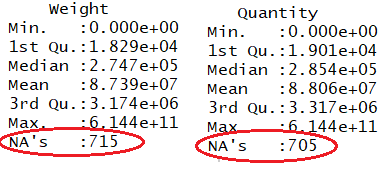 Weight
Min. :0.000e+00
1st Qu.:1.829e+04
Median :2.747e+05
Mean :8.739e+07
3rd Qu.:3.174e+06
Max. :6.144e+11
NA's :715
Quantity
Min. :0.000e+00
1st Qu.:1.901e+04
Median :2.854e+05
Mean :8.806e+07
3rd Qu.:3.317e+06
Max. :6.144e+11
NA's :705